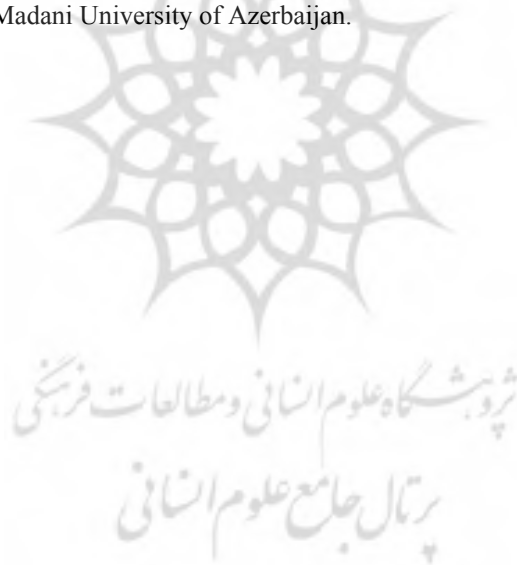 Madani University of Azerbaijan.
پژوهشگاه علوم انسانی و مطالعات فرهنگی
پرتال جامع علوم انسانی